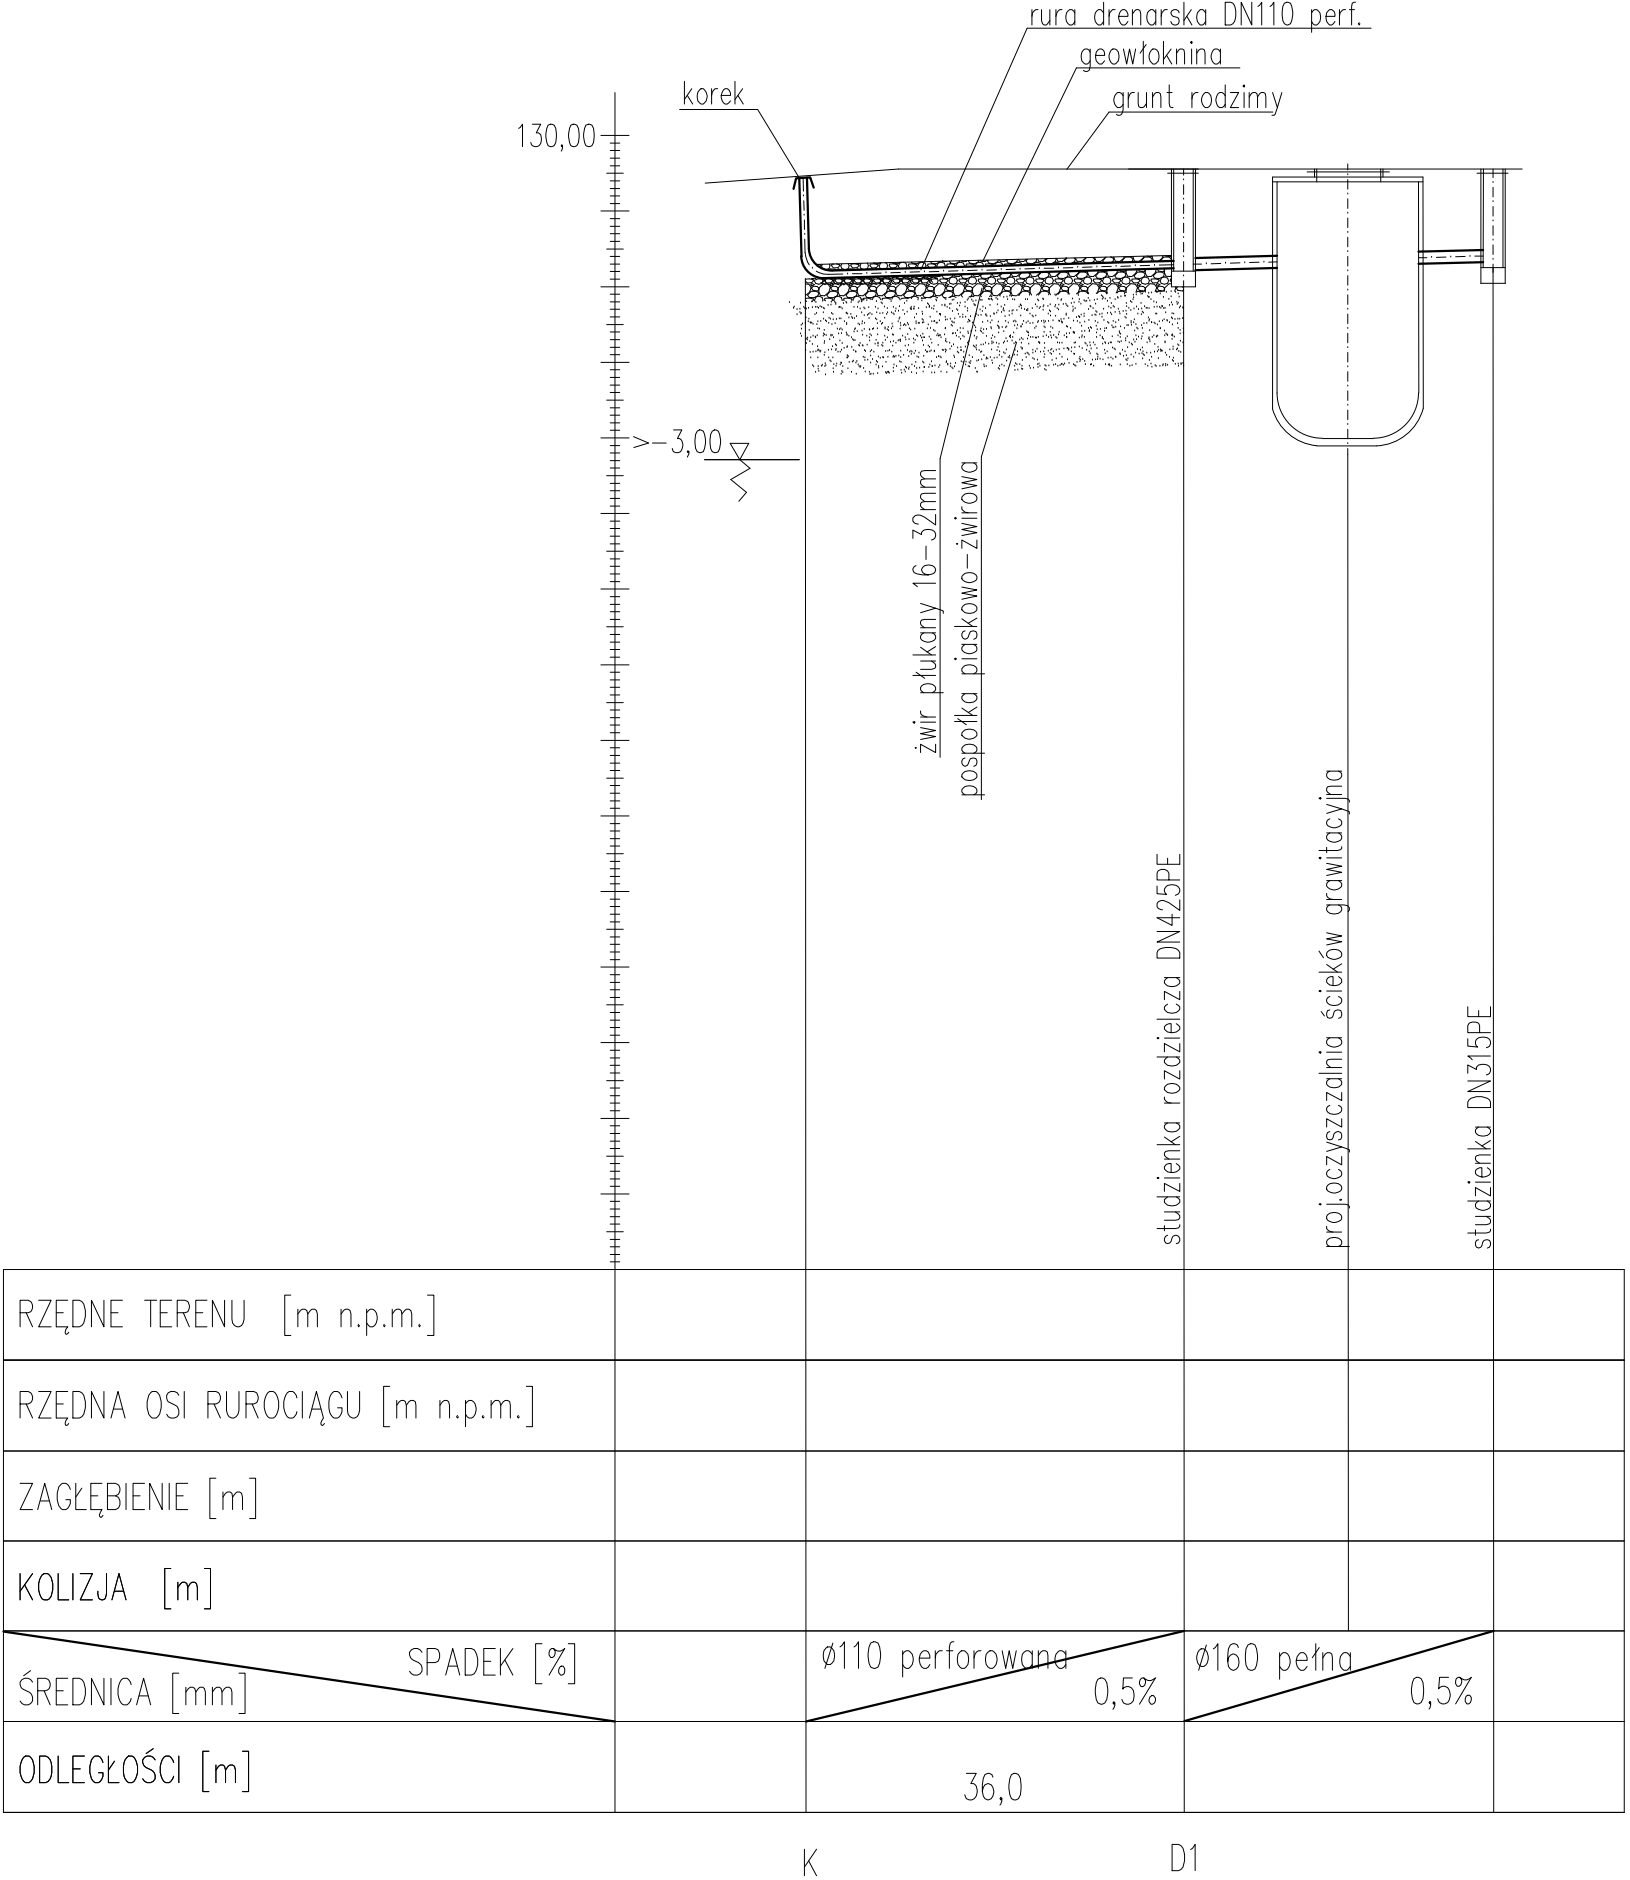 rura drenarska DN110 perf.
geowłoknina
korek
grunt rodzimy
130,00
>-3,00
żwir płukany 16-32mm
pospołka piaskowo-żwirowa
studzienka rozdzielcza DN425PE
proj.oczyszczalnia ścieków grawitacyjna
studzienka DN315PE
RZĘDNE TERENU [m n.p.m.]
RZĘDNA OSI RUROCIĄGU [m n.p.m.]
ZAGŁĘBIENIE [m]
KOLIZJA [m]
SPADEK [%]
ŚREDNICA [mm]
Ø110 perforowana
0,5%
Ø160 pełna
0,5%
ODLEGŁOŚCI [m]
36,0
K
D1